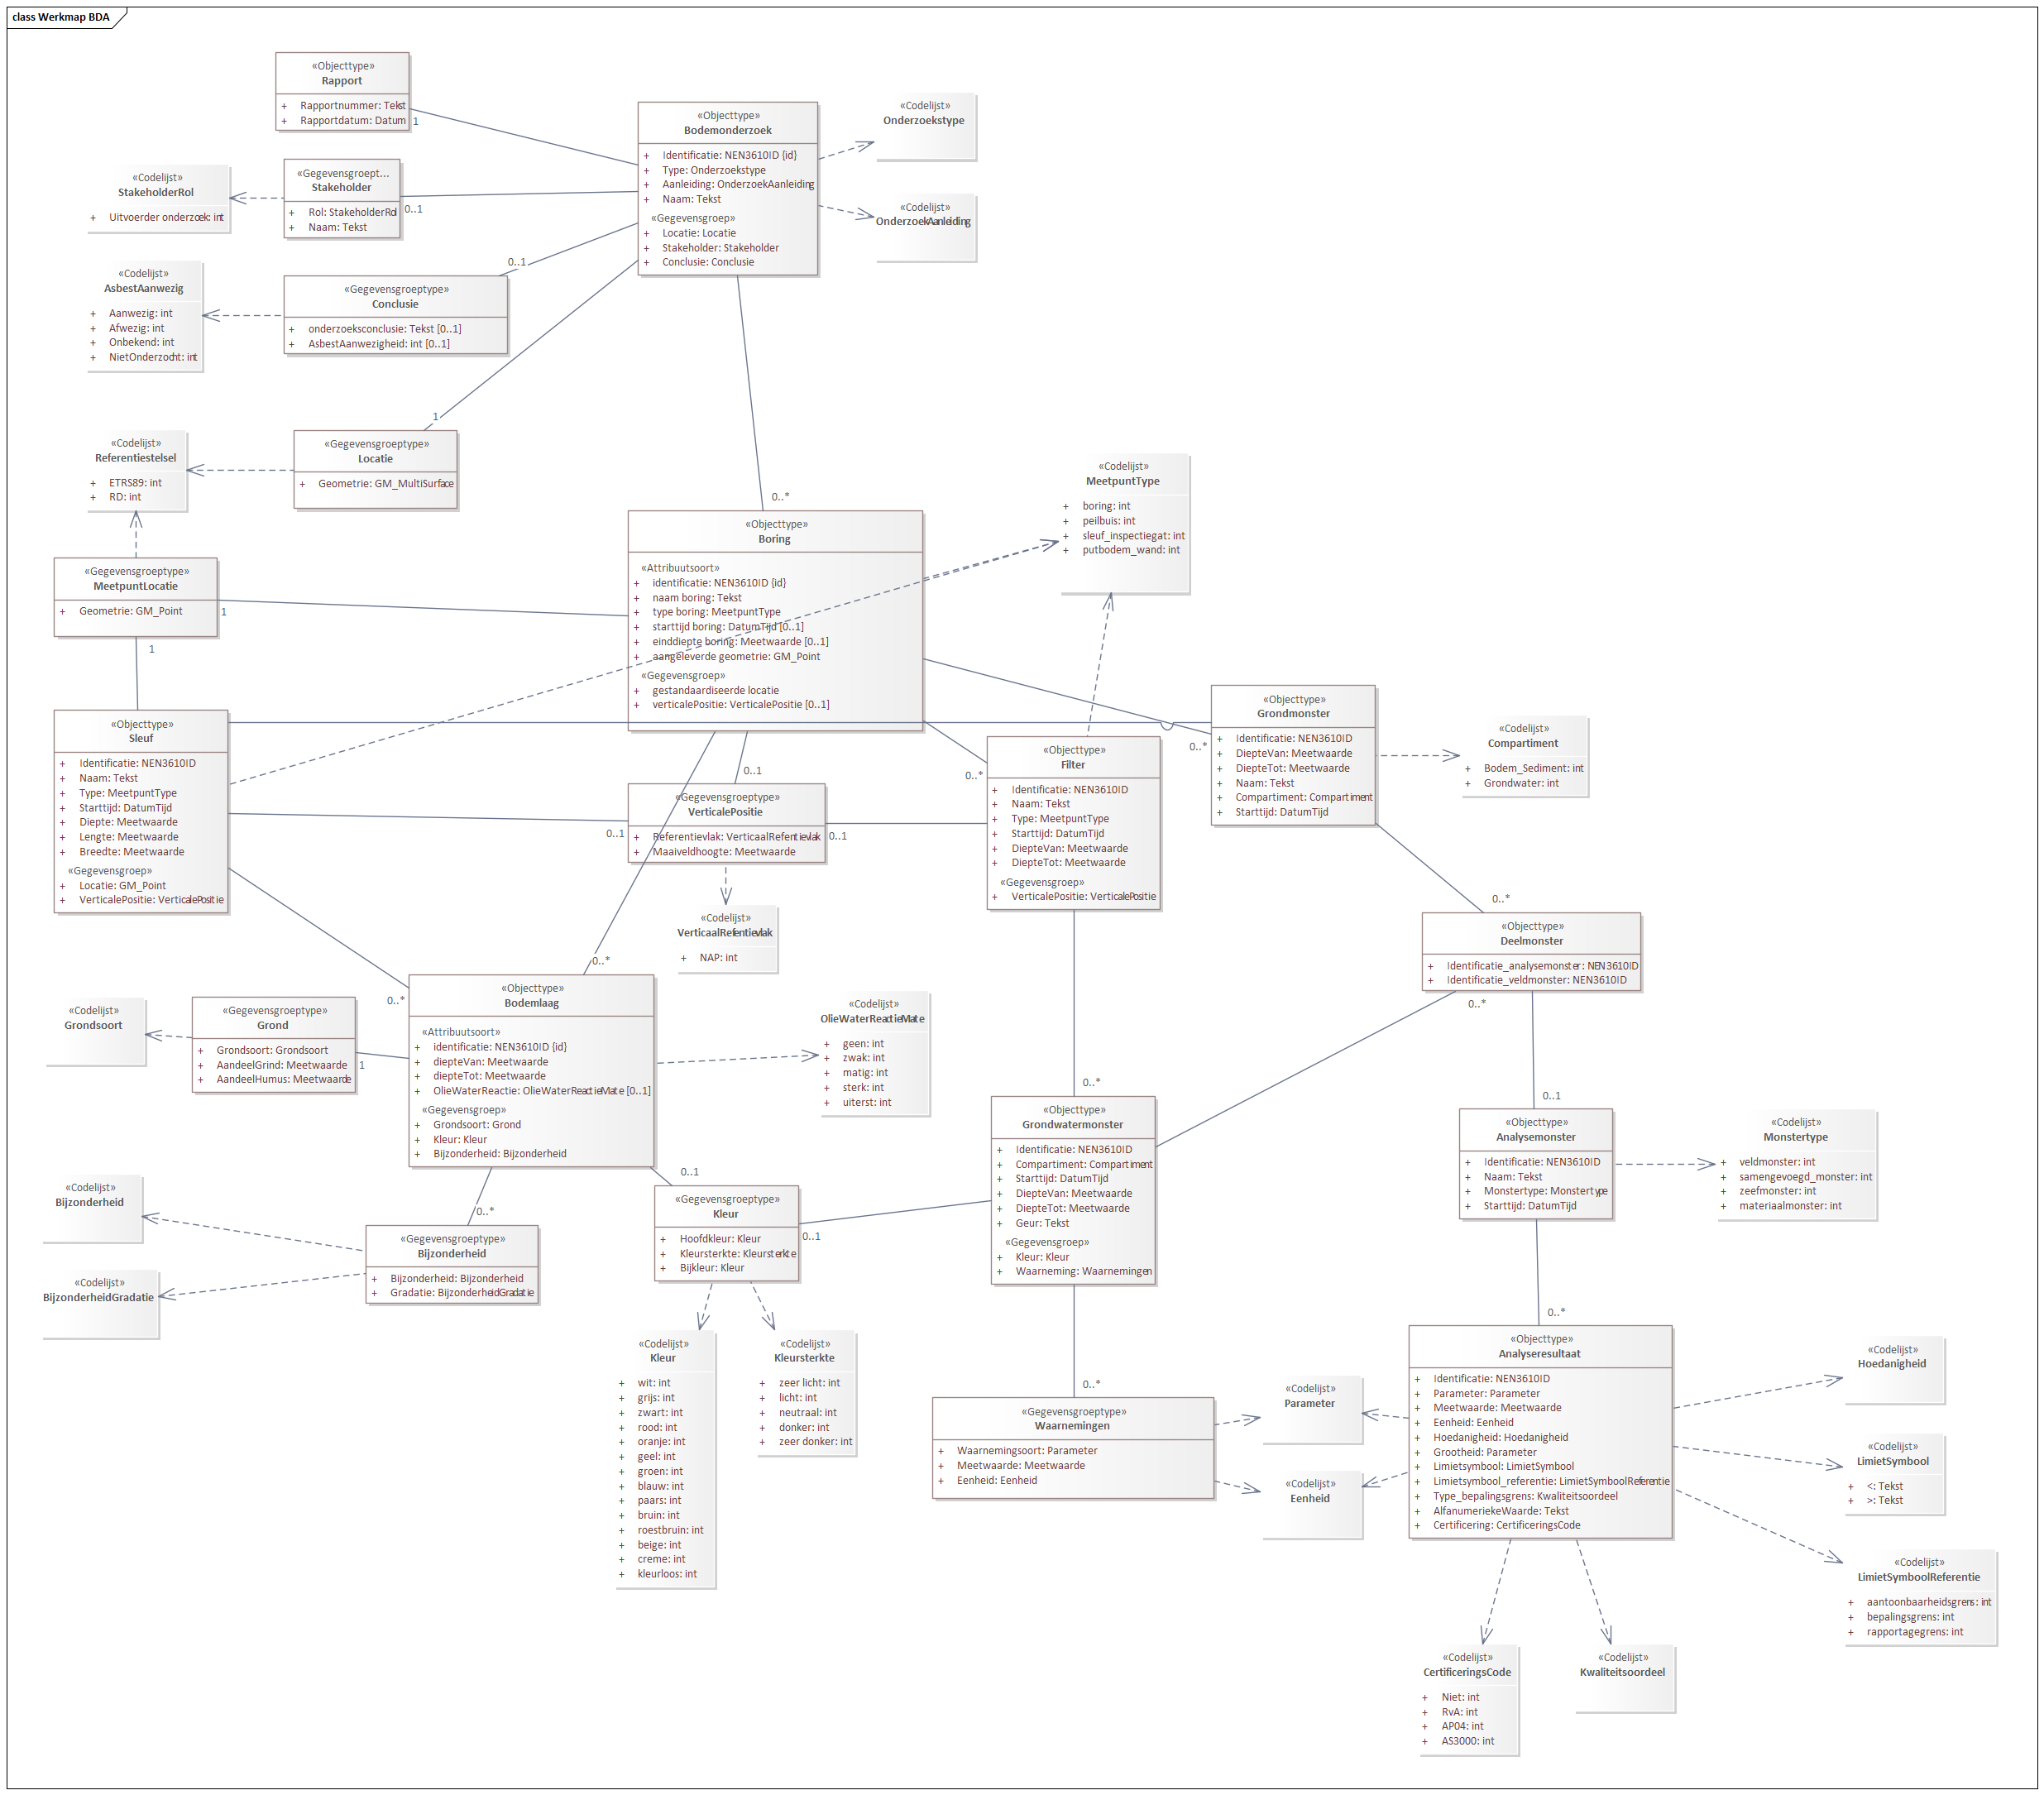 class Werkmap BDA
«Objecttype»
Rapport
+ Rapportnummer: Tekst
+ Rapportdatum: Datum
1
«Objecttype»
Bodemonderzoek
+ Identificatie: NEN3610ID {id}
+ Type: Onderzoekstype
+ Aanleiding: OnderzoekAanleiding
+ Naam: Tekst
«Gegevensgroep»
+ Locatie: Locatie
+ Stakeholder: Stakeholder
+ Conclusie: Conclusie
«Codelijst»
Onderzoekstype
«Codelijst»
OnderzoekAanleiding
«Codelijst»
StakeholderRol
+ Uitvoerder onderzoek: int
«Gegevensgroept...
Stakeholder
+ Rol: StakeholderRol
+ Naam: Tekst
0..1
«Codelijst»
AsbestAanwezig
+ Aanwezig: int
+ Afwezig: int
+ Onbekend: int
+ NietOnderzocht: int
0..1
«Gegevensgroeptype»
Conclusie
+ onderzoeksconclusie: Tekst [0..1]
+ AsbestAanwezigheid: int [0..1]
1
«Codelijst»
Referentiestelsel
+ ETRS89: int
+ RD: int
«Gegevensgroeptype»
Locatie
+ Geometrie: GM_MultiSurface
0..*
«Codelijst»
MeetpuntType
+ boring: int
+ peilbuis: int
+ sleuf_inspectiegat: int
+ putbodem_wand: int
«Gegevensgroeptype»
MeetpuntLocatie
+ Geometrie: GM_Point
1
1
«Objecttype»
Boring
«Attribuutsoort»
+ identificatie: NEN3610ID {id}
+ naam boring: Tekst
+ type boring: MeetpuntType
+ starttijd boring: DatumTijd [0..1]
+ einddiepte boring: Meetwaarde [0..1]
+ aangeleverde geometrie: GM_Point
«Gegevensgroep»
+ gestandaardiseerde locatie
+ verticalePositie: VerticalePositie [0..1]
«Objecttype»
Sleuf
+ Identificatie: NEN3610ID
+ Naam: Tekst
+ Type: MeetpuntType
+ Starttijd: DatumTijd
+ Diepte: Meetwaarde
+ Lengte: Meetwaarde
+ Breedte: Meetwaarde
«Gegevensgroep»
+ Locatie: GM_Point
+ VerticalePositie: VerticalePositie
0..1
0..1
«Gegevensgroeptype»
VerticalePositie
+ Referentievlak: VerticaalRefentievlak
+ Maaiveldhoogte: Meetwaarde
0..1
«Codelijst»
VerticaalRefentievlak
+ NAP: int
0..*
«Objecttype»
Filter
+ Identificatie: NEN3610ID
+ Naam: Tekst
+ Type: MeetpuntType
+ Starttijd: DatumTijd
+ DiepteVan: Meetwaarde
+ DiepteTot: Meetwaarde
«Gegevensgroep»
+ VerticalePositie: VerticalePositie
0..*
«Objecttype»
Grondmonster
+ Identificatie: NEN3610ID
+ DiepteVan: Meetwaarde
+ DiepteTot: Meetwaarde
+ Naam: Tekst
+ Compartiment: Compartiment
+ Starttijd: DatumTijd
«Codelijst»
Compartiment
+ Bodem_Sediment: int
+ Grondwater: int
0..*
«Objecttype»
Deelmonster
+ Identificatie_analysemonster: NEN3610ID
+ Identificatie_veldmonster: NEN3610ID
0..*
0..1
0..*
0..*
«Objecttype»
Bodemlaag
«Attribuutsoort»
+ identificatie: NEN3610ID {id}
+ diepteVan: Meetwaarde
+ diepteTot: Meetwaarde
+ OlieWaterReactie: OlieWaterReactieMate [0..1]
«Gegevensgroep»
+ Grondsoort: Grond
+ Kleur: Kleur
+ Bijzonderheid: Bijzonderheid
«Codelijst»
Grondsoort
«Gegevensgroeptype»
Grond
+ Grondsoort: Grondsoort
+ AandeelGrind: Meetwaarde
+ AandeelHumus: Meetwaarde
1
«Codelijst»
OlieWaterReactieMate
+ geen: int
+ zwak: int
+ matig: int
+ sterk: int
+ uiterst: int
0..*
«Objecttype»
Grondwatermonster
+ Identificatie: NEN3610ID
+ Compartiment: Compartiment
+ Starttijd: DatumTijd
+ DiepteVan: Meetwaarde
+ DiepteTot: Meetwaarde
+ Geur: Tekst
«Gegevensgroep»
+ Kleur: Kleur
+ Waarneming: Waarnemingen
«Objecttype»
Analysemonster
+ Identificatie: NEN3610ID
+ Naam: Tekst
+ Monstertype: Monstertype
+ Starttijd: DatumTijd
«Codelijst»
Monstertype
+ veldmonster: int
+ samengevoegd_monster: int
+ zeefmonster: int
+ materiaalmonster: int
«Codelijst»
Bijzonderheid
«Codelijst»
BijzonderheidGradatie
0..*
«Gegevensgroeptype»
Bijzonderheid
+ Bijzonderheid: Bijzonderheid
+ Gradatie: BijzonderheidGradatie
0..1
«Gegevensgroeptype»
Kleur
+ Hoofdkleur: Kleur
+ Kleursterkte: Kleursterkte
+ Bijkleur: Kleur
0..1
«Codelijst»
Kleur
+ wit: int
+ grijs: int
+ zwart: int
+ rood: int
+ oranje: int
+ geel: int
+ groen: int
+ blauw: int
+ paars: int
+ bruin: int
+ roestbruin: int
+ beige: int
+ creme: int
+ kleurloos: int
«Codelijst»
Kleursterkte
+ zeer licht: int
+ licht: int
+ neutraal: int
+ donker: int
+ zeer donker: int
0..*
«Gegevensgroeptype»
Waarnemingen
+ Waarnemingsoort: Parameter
+ Meetwaarde: Meetwaarde
+ Eenheid: Eenheid
«Codelijst»
Parameter
«Codelijst»
Eenheid
0..*
«Objecttype»
Analyseresultaat
+ Identificatie: NEN3610ID
+ Parameter: Parameter
+ Meetwaarde: Meetwaarde
+ Eenheid: Eenheid
+ Hoedanigheid: Hoedanigheid
+ Grootheid: Parameter
+ Limietsymbool: LimietSymbool
+ Limietsymbool_referentie: LimietSymboolReferentie
+ Type_bepalingsgrens: Kwaliteitsoordeel
+ AlfanumeriekeWaarde: Tekst
+ Certificering: CertificeringsCode
«Codelijst»
Hoedanigheid
«Codelijst»
LimietSymbool
+ <: Tekst
+ >: Tekst
«Codelijst»
LimietSymboolReferentie
+ aantoonbaarheidsgrens: int
+ bepalingsgrens: int
+ rapportagegrens: int
«Codelijst»
CertificeringsCode
+ Niet: int
+ RvA: int
+ AP04: int
+ AS3000: int
«Codelijst»
Kwaliteitsoordeel